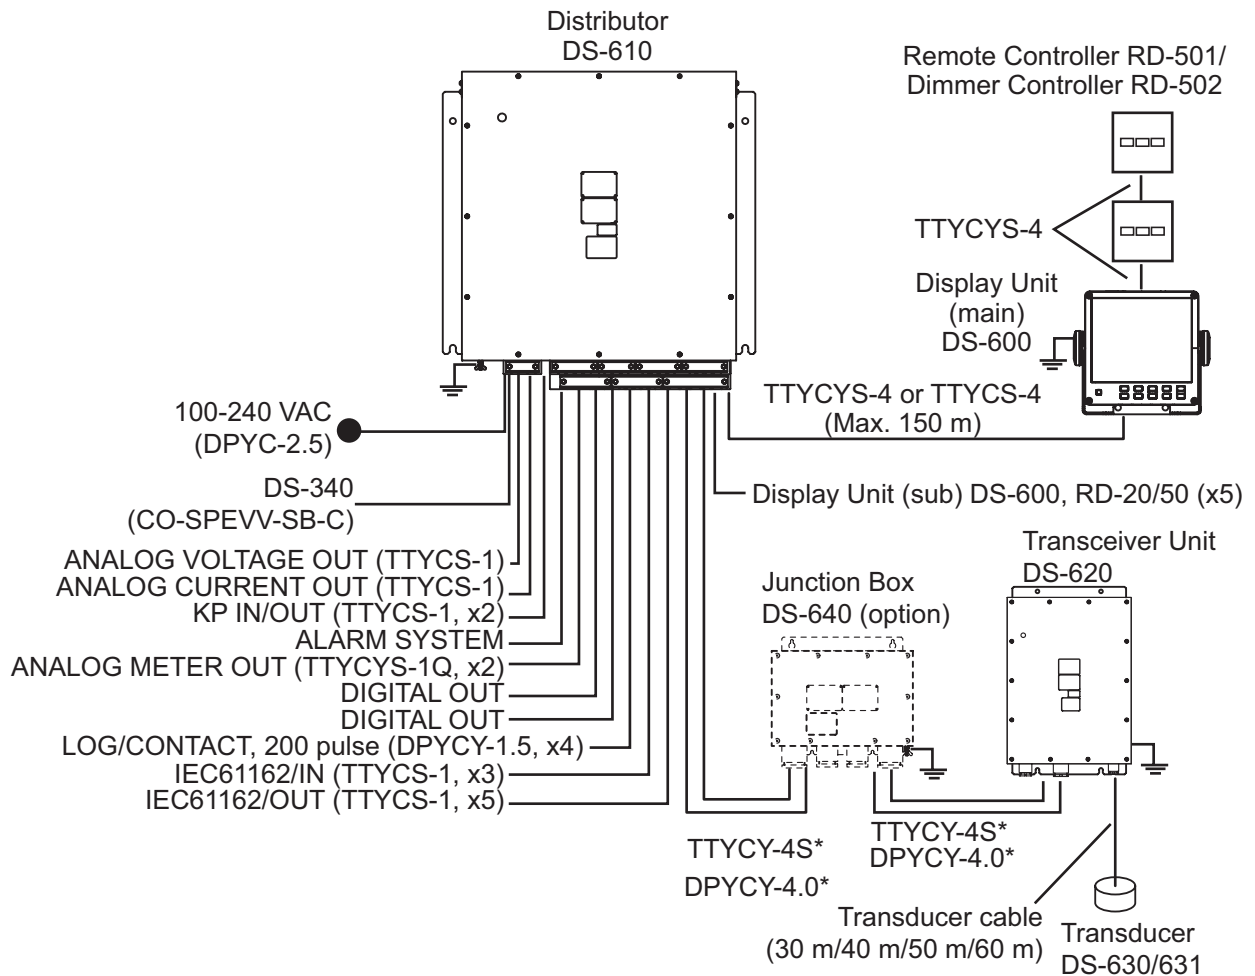 Distributor
DS-610
Remote Controller RD-501/
Dimmer Controller RD-502
TTYCYS-4
Display Unit
(main)
DS-600
TTYCYS-4 or TTYCS-4
(Max. 150 m)
100-240 VAC
(DPYC-2.5)
DS-340
(CO-SPEVV-SB-C)
Display Unit (sub) DS-600, RD-20/50 (x5)
ANALOG VOLTAGE OUT (TTYCS-1)
ANALOG CURRENT OUT (TTYCS-1)
KP IN/OUT (TTYCS-1, x2)
ALARM SYSTEM
ANALOG METER OUT (TTYCYS-1Q, x2)
DIGITAL OUT
DIGITAL OUT
LOG/CONTACT, 200 pulse (DPYCY-1.5, x4)
IEC61162/IN (TTYCS-1, x3)
IEC61162/OUT (TTYCS-1, x5)
Junction Box
DS-640 (option)
Transceiver Unit
DS-620
TTYCY-4S*
DPYCY-4.0*
TTYCY-4S*
DPYCY-4.0*
Transducer cable
(30 m/40 m/50 m/60 m)
Transducer
DS-630/631